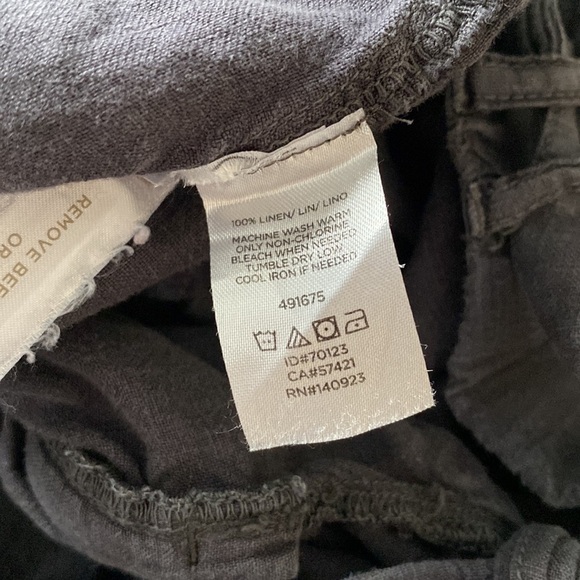 REMOVE BEF
OR
100% LINEN/ LIN/ LINO
MACHINE WASH WARM
ONLY NON-CHLORINE
BLEACH WHEN NEEDED
TUMBLE DRY LOW
COOL IRON IF NEEDED
491675
ID#70123
CA#57421
RN#140923